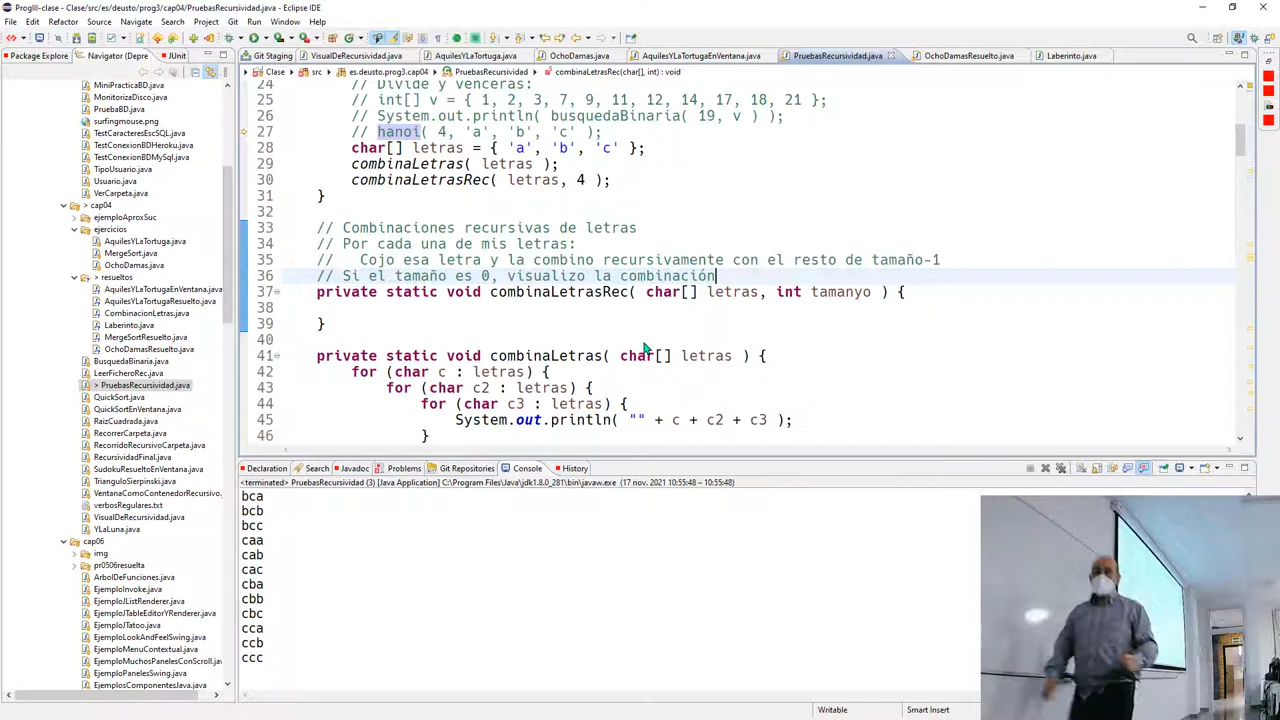 ProgIII-clase - Clase/src/es/deusto/prog3/cap04/PruebasRecursividad.java - Eclipse IDE
File Edit Source Refactor Navigate Search Project Git Run Window Help
Package Explorer Navigator (Depre JUnit
Git Staging VisualDeRecursividad.java AquilesYLaTortuga.java OchoDamas.java AquilesYLaTortugaEnVentana.java PruebasRecursividad.java OchoDamasResuelto.java Laberinto.java
Clase src es.deusto.prog3.cap04 PruebasRecursividad combinaLetrasRec(char[], int) : void
MiniPracticaBD.java
MonitorizaDisco.java
PruebaBD.java
surfingmouse.png
TestCaracteresEscSQL.java
TestConexionBDHeroku.java
TestConexionBDMySql.java
TipoUsuario.java
Usuario.java
VerCarpeta.java
> cap04
ejemploAproxSuc
ejercicios
AquilesYLaTortuga.java
MergeSort.java
OchoDamas.java
> resueltos
AquilesYLaTortugaEnVentana.java
CombinacionLetras.java
Laberinto.java
MergeSortResuelto.java
OchoDamasResuelto.java
BusquedaBinaria.java
LeerFicheroRec.java
> PruebasRecursividad.java
QuickSort.java
QuickSortEnVentana.java
RaizCuadrada.java
RecorrerCarpeta.java
RecorridoRecursivoCarpeta.java
RecursividadFinal.java
SudokuResueltoEnVentana.java
TrianguloSierpinski.java
VentanaComoContenedorRecursivo.
verbosRegulares.txt
VisualDeRecursividad.java
YLaLuna.java
cap06
img
pr0506resuelta
ArbolDeFunciones.java
EjemploInvoke.java
EjemploJListRenderer.java
EjemploJTableEditorYRenderer.java
EjemploJTatoo.java
EjemploLookAndFeelSwing.java
EjemploMenuContextual.java
EjemploMuchosPanelesConScroll.java
EjemploPanelesSwing.java
EjemplosComponentesJava.java
24 // Divide y venceras:
25 // int[] v = { 1, 2, 3, 7, 9, 11, 12, 14, 17, 18, 21 };
26 // System.out.println( busquedaBinaria( 19, v ) );
27 // hanoi( 4, 'a', 'b', 'c' );
28 char[] letras = { 'a', 'b', 'c' };
29 combinaLetras( letras );
30 combinaLetrasRec( letras, 4 );
31 }
32
33 // Combinaciones recursivas de letras
34 // Por cada una de mis letras:
35 // Cojo esa letra y la combino recursivamente con el resto de tamaño-1
36 // Si el tamaño es 0, visualizo la combinación
37 private static void combinaLetrasRec( char[] letras, int tamanyo ) {
38
39 }
40
41 private static void combinaLetras( char[] letras ) {
42 for (char c : letras) {
43 for (char c2 : letras) {
44 for (char c3 : letras) {
45 System.out.println( "" + c + c2 + c3 );
46 }
Declaration Search Javadoc Problems Git Repositories Console History
<terminated> PruebasRecursividad (3) [Java Application] C:\Program Files\Java\jdk1.8.0_281\bin\javaw.exe (17 nov. 2021 10:55:48 – 10:55:48)
bca
bcb
bcc
caa
cab
cac
cba
cbb
cbc
cca
ccb
ccc
Writable Smart Insert